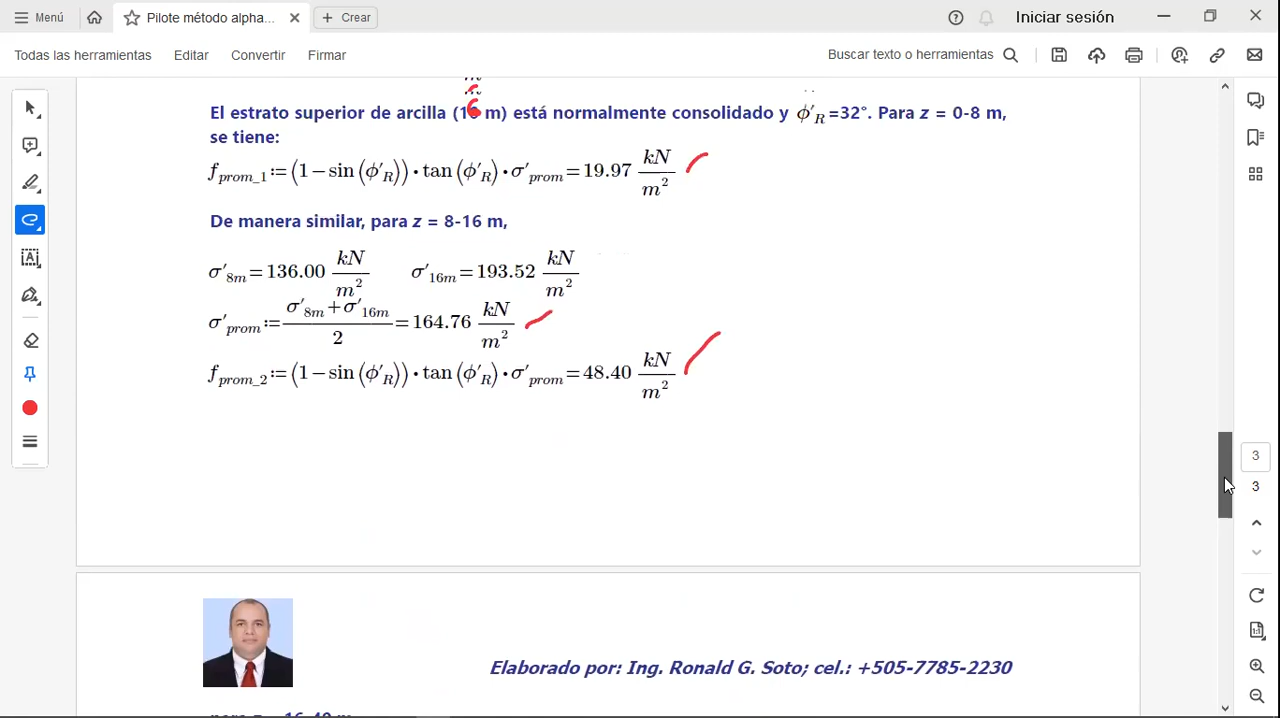 Menú
Pilote método alpha...
Crear
Iniciar sesión
Todas las herramientas
Editar
Convertir
Firmar
Buscar texto o herramientas
El estrato superior de arcilla (16 m) está normalmente consolidado y ϕ'R =32°. Para z = 0-8 m,
se tiene:
f prom_1 := (1−sin(ϕ'R))•tan(ϕ'R)•σ'prom = 19.97 kN/m²
De manera similar, para z = 8-16 m,
σ'8m = 136.00 kN/m² σ'16m = 193.52 kN/m²
σ'prom := (σ'8m + σ'16m)/2 = 164.76 kN/m²
f prom_2 := (1−sin(ϕ'R))•tan(ϕ'R)•σ'prom = 48.40 kN/m²
3
3
Elaborado por: Ing. Ronald G. Soto; cel.: +505-7785-2230